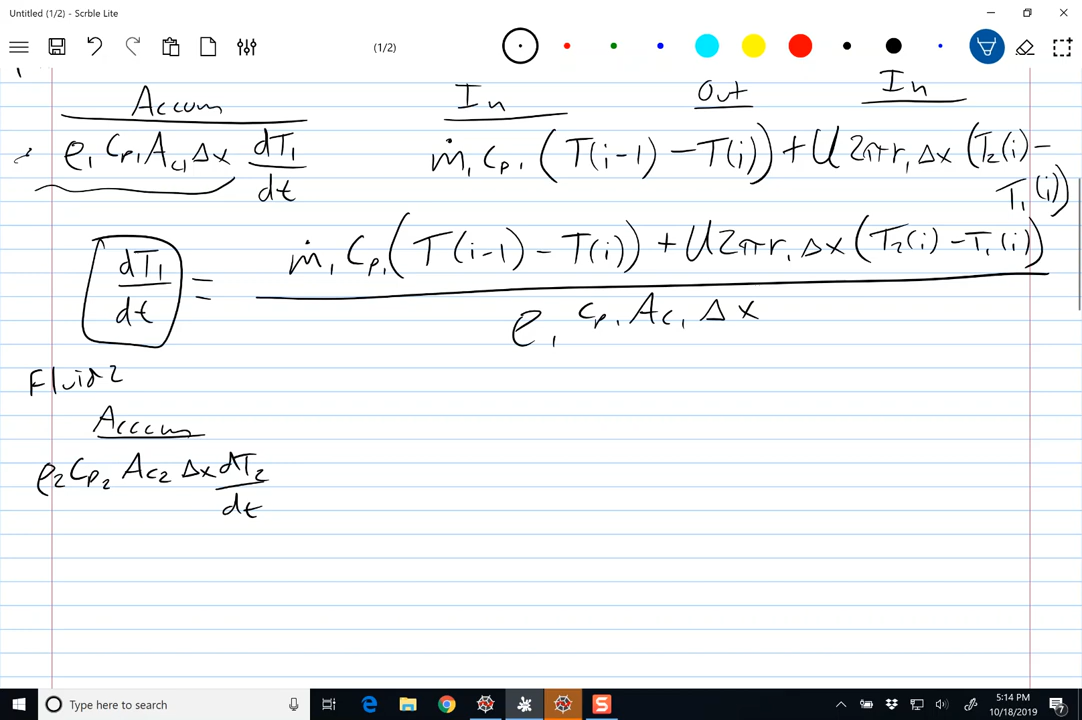 Untitled (1/2) - Scrble Lite
(1/2)
Accum In Out In
ρ₁ Cp₁ Ac₁ Δx dT₁/dt ṁ₁ Cp₁ (T(i-1) - T(i)) + U 2πr₁ Δx (T₂(i) -
T₁(i))
dT₁/dt = ṁ₁ Cp₁ (T(i-1) - T(i)) + U 2πr₁ Δx (T₂(i) - T₁(i))
ρ₁ Cp₁ Ac₁ Δx
Fluid 2
Accum
ρ₂ Cp₂ Ac₂ Δx dT₂/dt
Type here to search
5:14 PM
10/18/2019
7